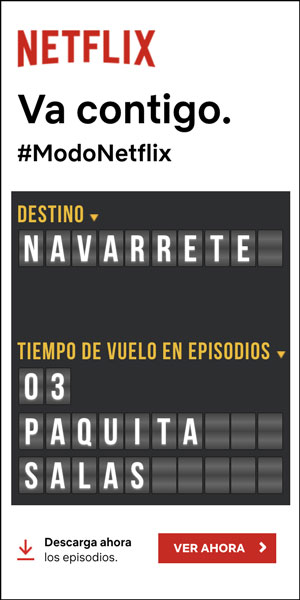 NETFLIX
Va contigo.
#ModoNetflix
DESTINO
NAVARRETE
TIEMPO DE VUELO EN EPISODIOS
03
PAQUITA
SALAS
Descarga ahora
los episodios.
VER AHORA